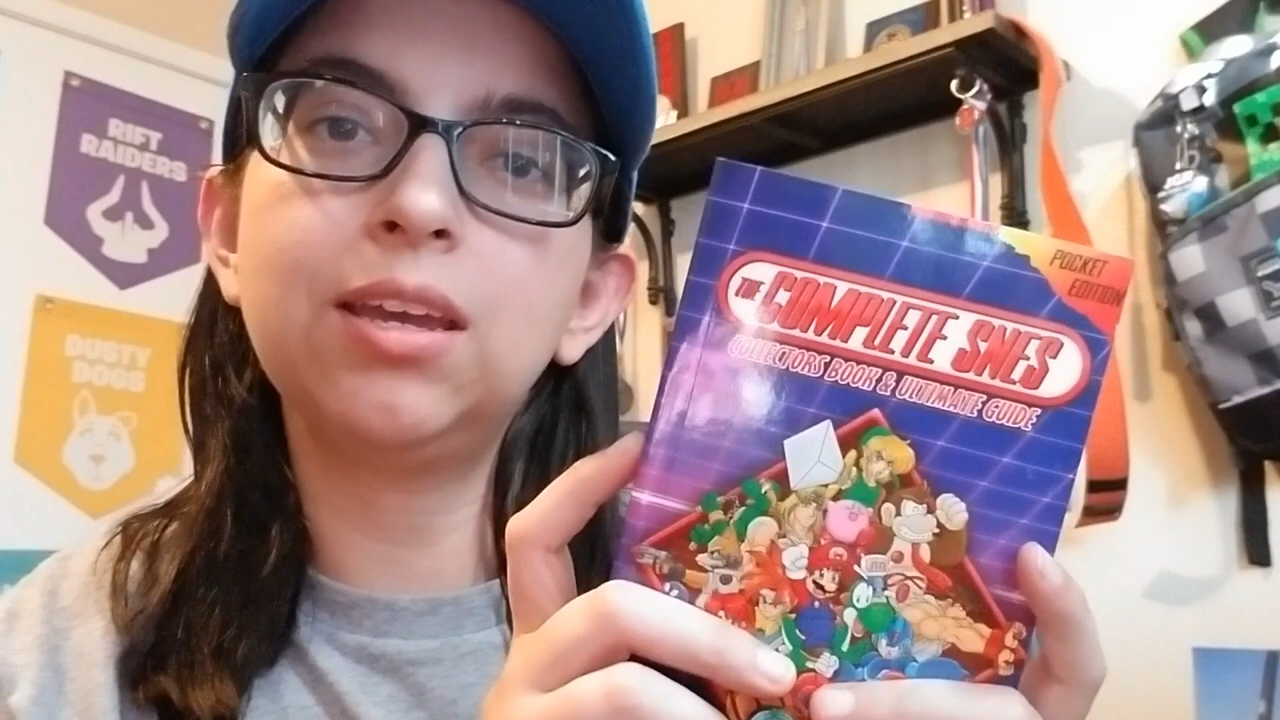 RIFT
RAIDERS
DUSTY
DOGS
POCKET
EDITION
THE COMPLETE SNES
COLLECTORS BOOK & ULTIMATE GUIDE